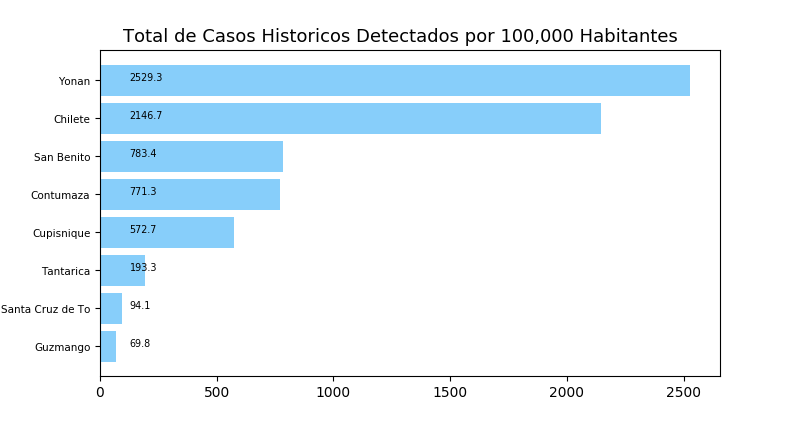 Total de Casos Historicos Detectados por 100,000 Habitantes
Yonan 2529.3
Chilete 2146.7
San Benito 783.4
Contumaza 771.3
Cupisnique 572.7
Tantarica 193.3
Santa Cruz de To 94.1
Guzmango 69.8
0 500 1000 1500 2000 2500